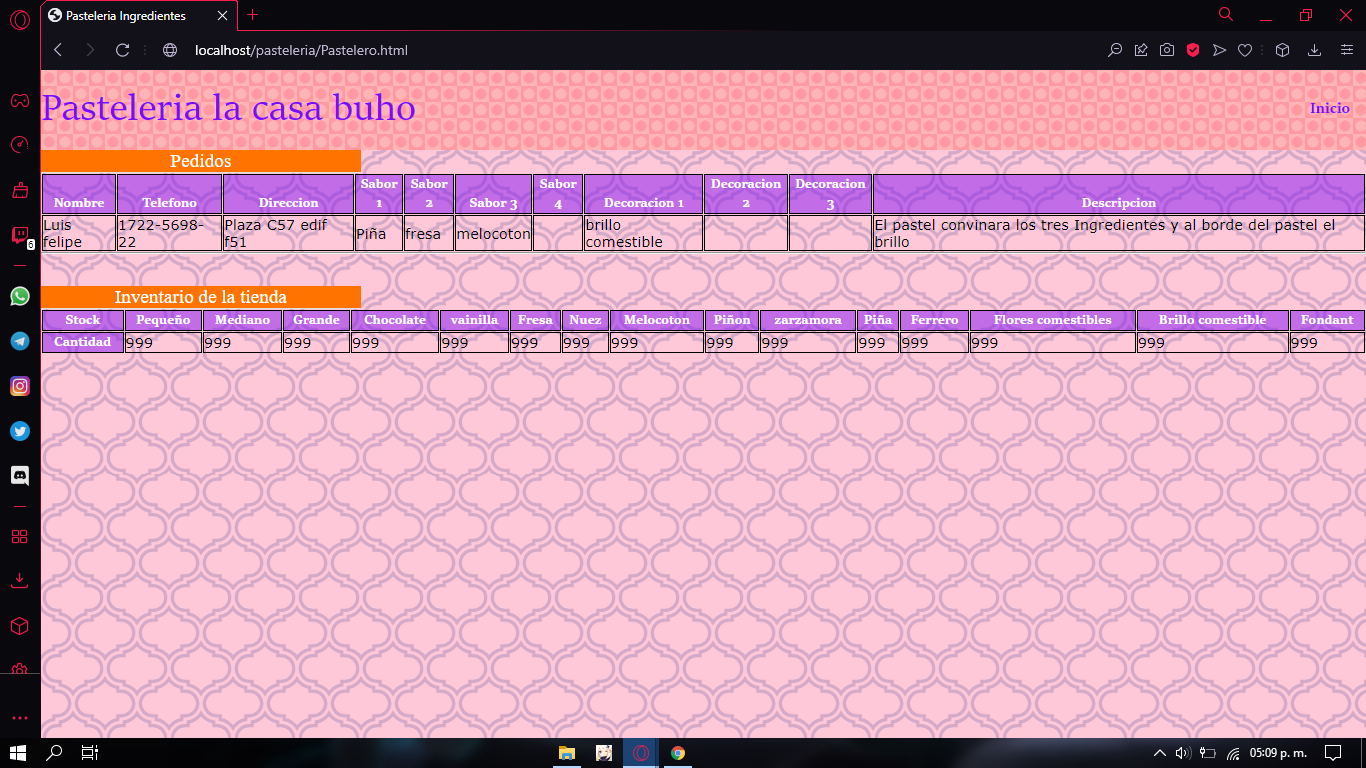 Pasteleria Ingredientes
localhost/pasteleria/Pastelero.html
Pasteleria la casa buho
Inicio
Pedidos
Nombre Telefono Direccion Sabor 1 Sabor 2 Sabor 3 Sabor 4 Decoracion 1 Decoracion 2 Decoracion 3 Descripcion
Luis felipe 1722-5698-22 Plaza C57 edif f51 Piña fresa melocoton brillo comestible El pastel convinara los tres Ingredientes y al borde del pastel el brillo
Inventario de la tienda
Stock Pequeño Mediano Grande Chocolate vainilla Fresa Nuez Melocoton Piñon zarzamora Piña Ferrero Flores comestibles Brillo comestible Fondant
Cantidad 999 999 999 999 999 999 999 999 999 999 999 999 999 999 999
6
05:09 p. m.